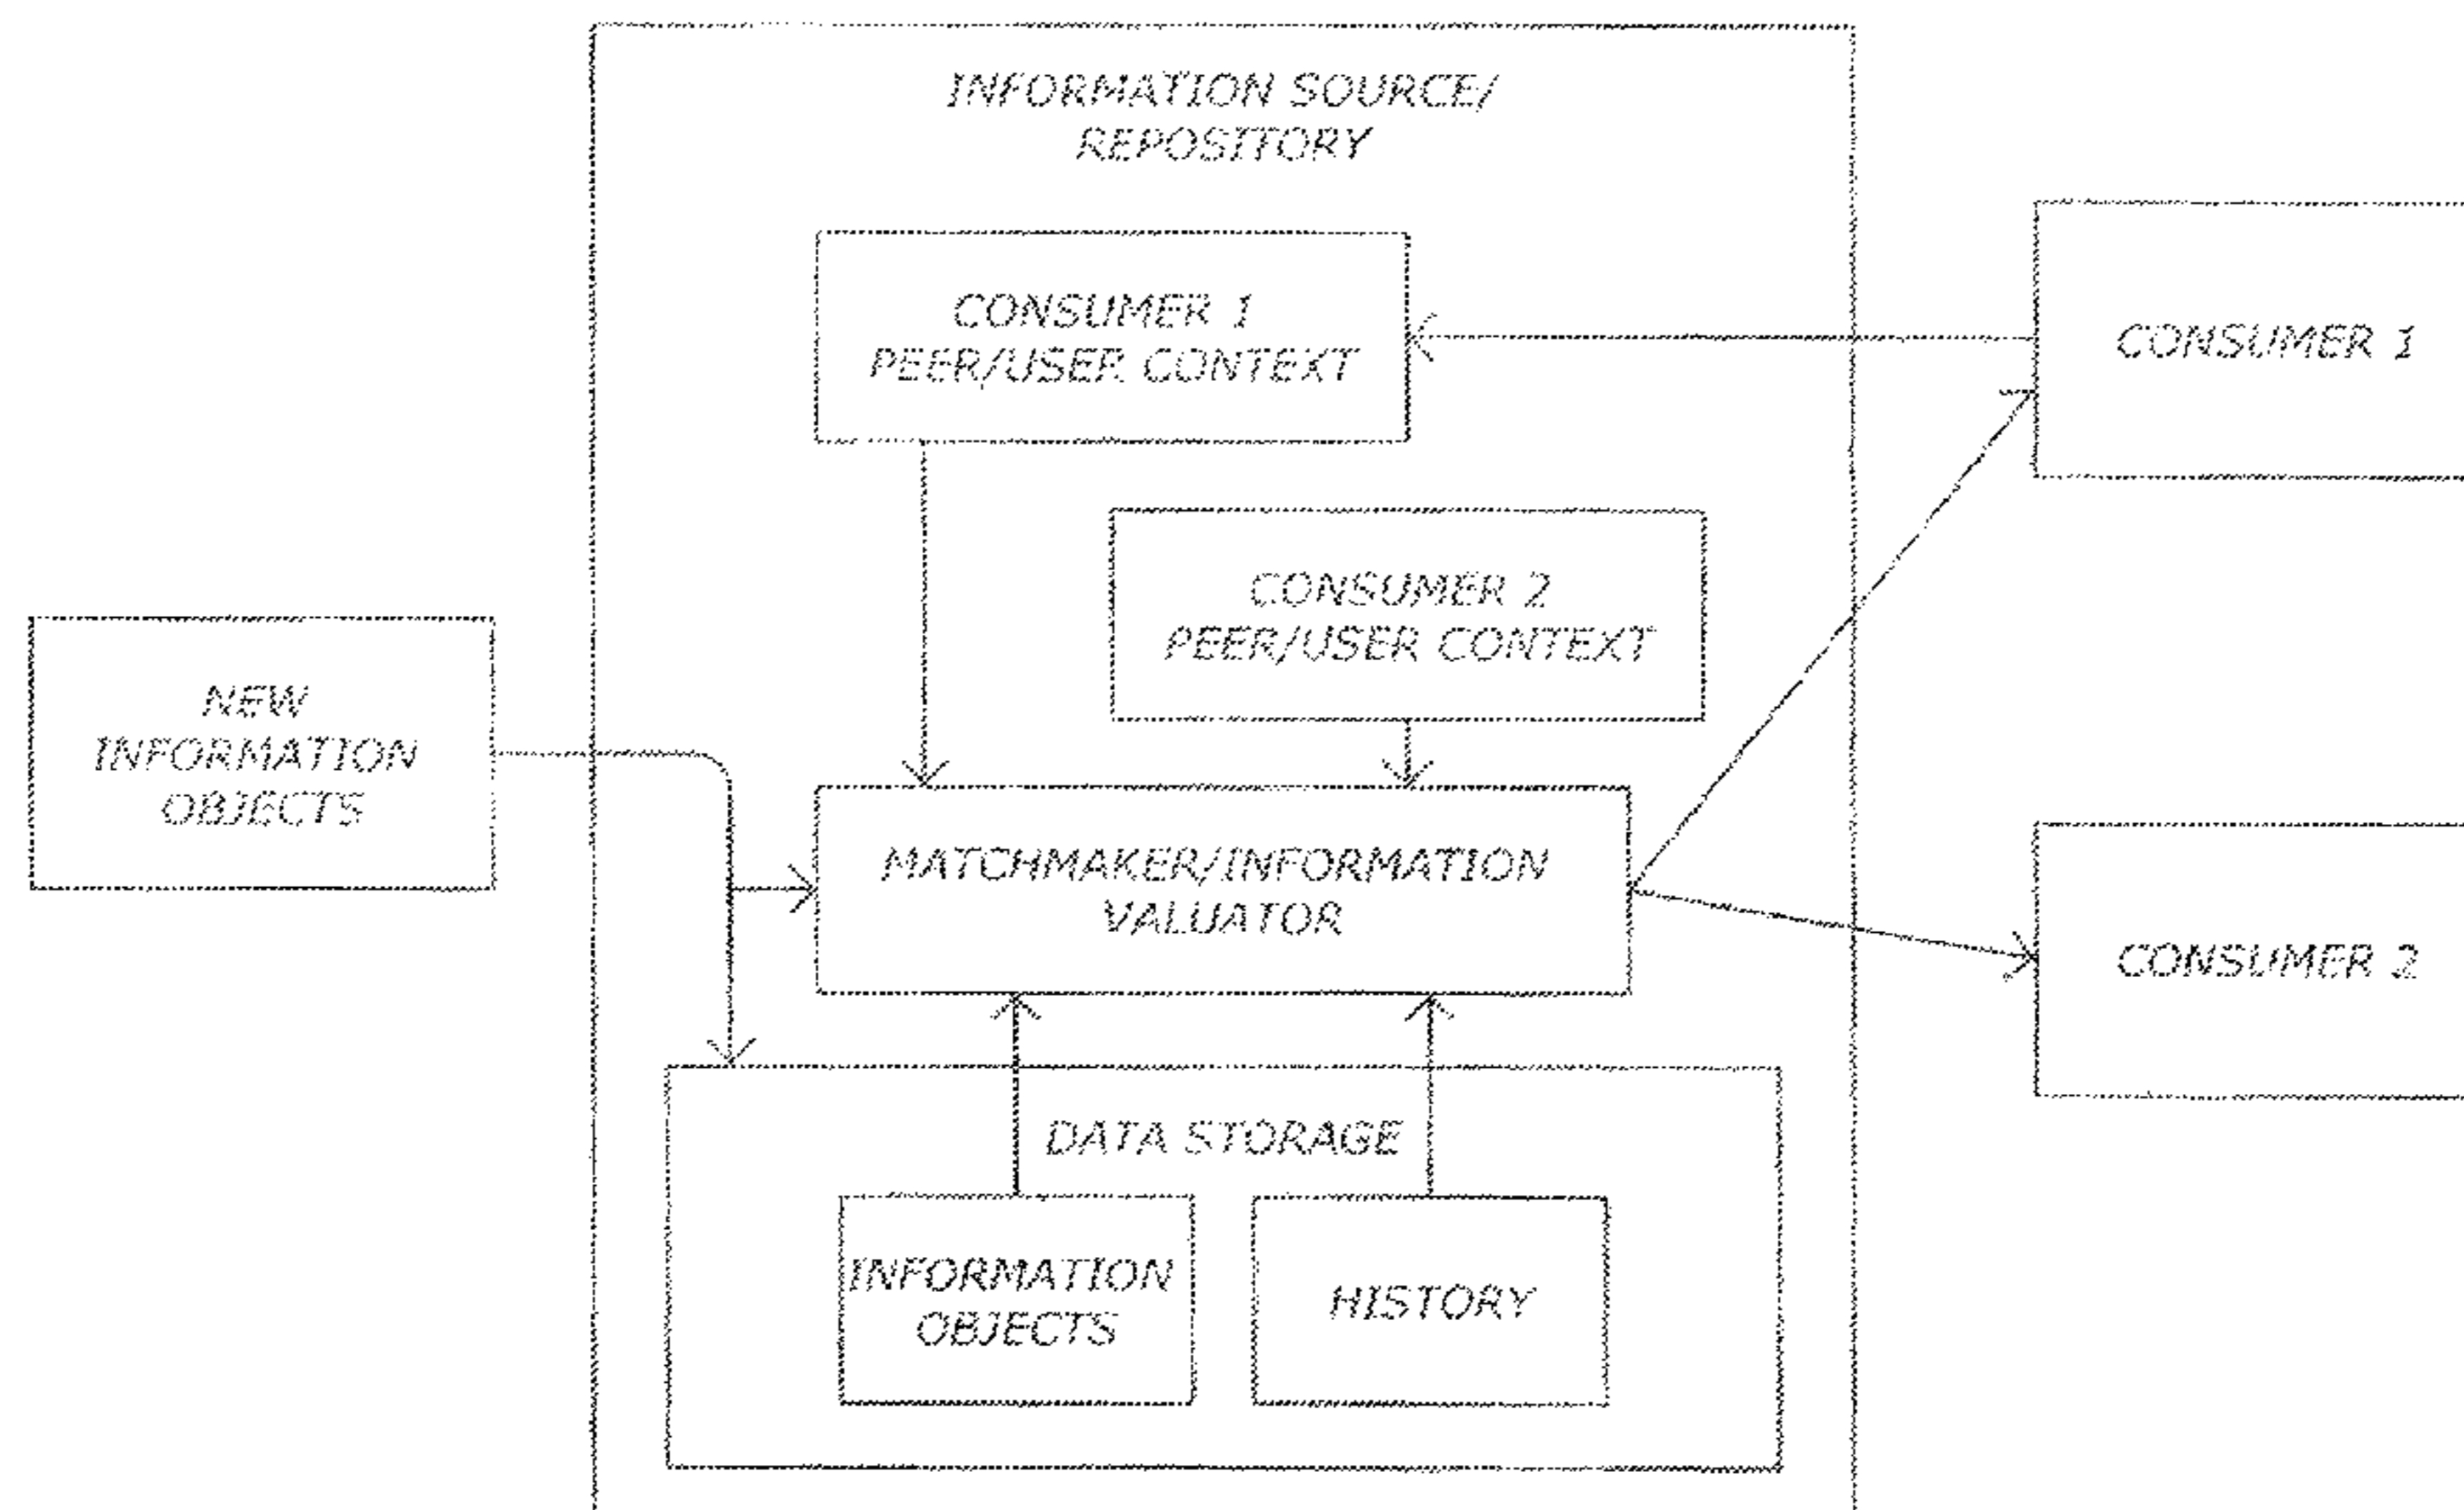 INFORMATION SOURCE/
REPOSITORY
CONSUMER 1
PEER/USER CONTEXT
CONSUMER 1
CONSUMER 2
PEER/USER CONTEXT
NEW
INFORMATION
OBJECTS
MATCHMAKER/INFORMATION
VALUATOR
CONSUMER 2
DATA STORAGE
INFORMATION
OBJECTS
HISTORY